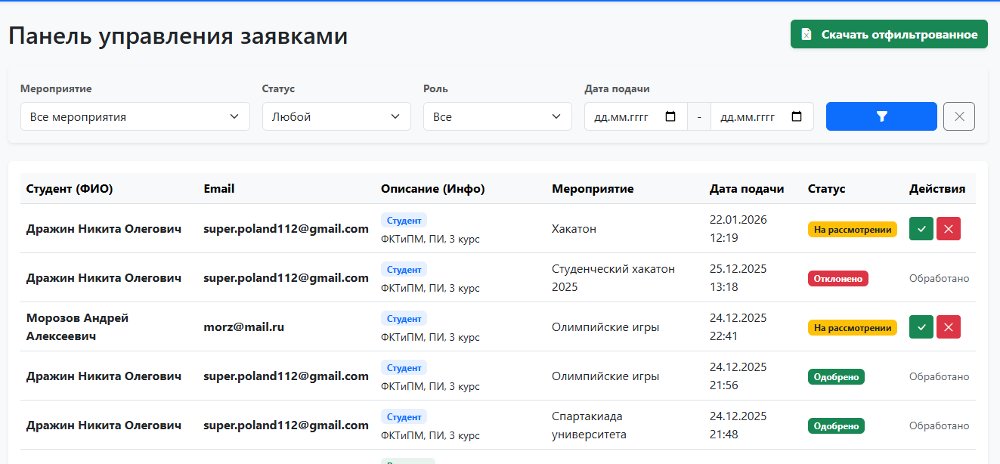 Панель управления заявками
Скачать отфильтрованное
Мероприятие
Статус
Роль
Дата подачи
Все мероприятия
Любой
Все
дд.мм.гггг
-
дд.мм.гггг
Студент (ФИО) Email Описание (Инфо) Мероприятие Дата подачи Статус Действия
Дражин Никита Олегович
super.poland112@gmail.com
Студент
ФКТиПМ, ПИ, 3 курс
Хакатон
22.01.2026
12:19
На рассмотрении
Дражин Никита Олегович
super.poland112@gmail.com
Студент
ФКТиПМ, ПИ, 3 курс
Студенческий хакатон
2025
25.12.2025
13:18
Отклонено
Обработано
Морозов Андрей
Алексеевич
morz@mail.ru
Студент
ФКТиПМ, ПИ, 3 курс
Олимпийские игры
24.12.2025
22:41
На рассмотрении
Дражин Никита Олегович
super.poland112@gmail.com
Студент
ФКТиПМ, ПИ, 3 курс
Олимпийские игры
24.12.2025
21:56
Одобрено
Обработано
Дражин Никита Олегович
super.poland112@gmail.com
Студент
ФКТиПМ, ПИ, 3 курс
Спартакиада
университета
24.12.2025
21:48
Одобрено
Обработано